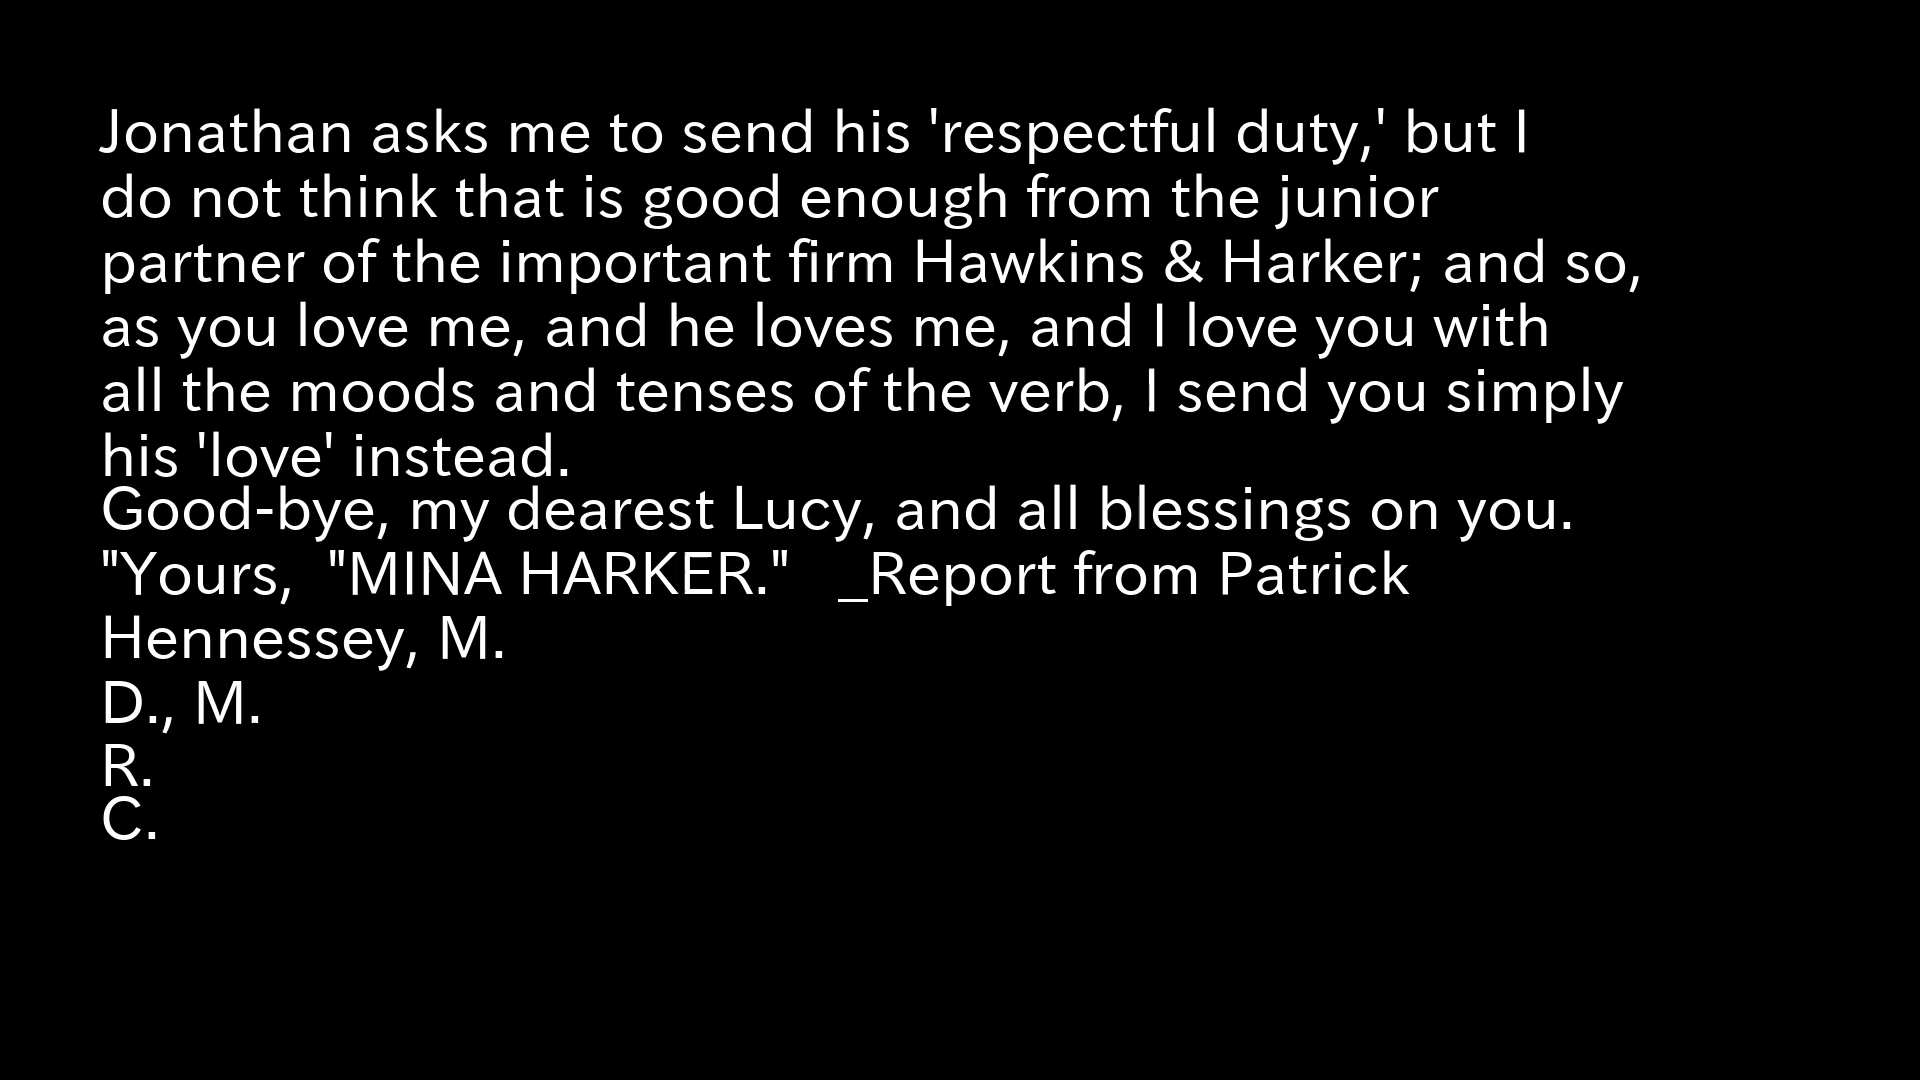 Jonathan asks me to send his 'respectful duty,' but I
do not think that is good enough from the junior
partner of the important firm Hawkins & Harker; and so,
as you love me, and he loves me, and I love you with
all the moods and tenses of the verb, I send you simply
his 'love' instead.
Good-bye, my dearest Lucy, and all blessings on you.
"Yours,  "MINA HARKER."   _Report from Patrick
Hennessey, M.
D., M.
R.
C.